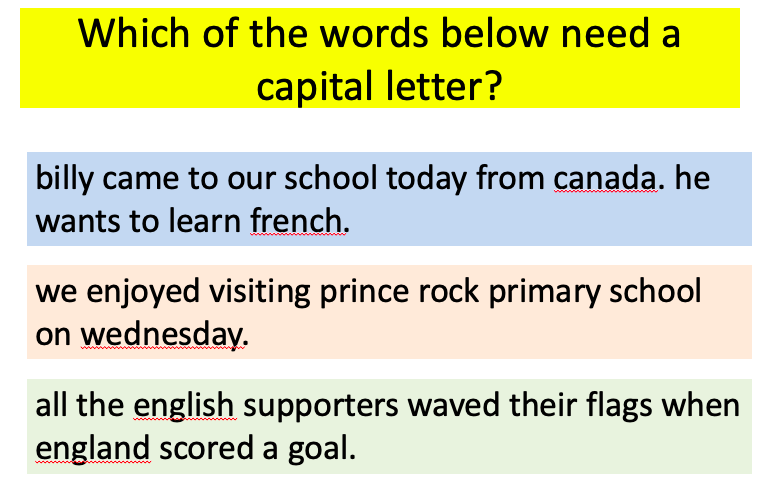 Which of the words below need a
capital letter?
billy came to our school today from canada. he
wants to learn french.
we enjoyed visiting prince rock primary school
on wednesday.
all the english supporters waved their flags when
england scored a goal.